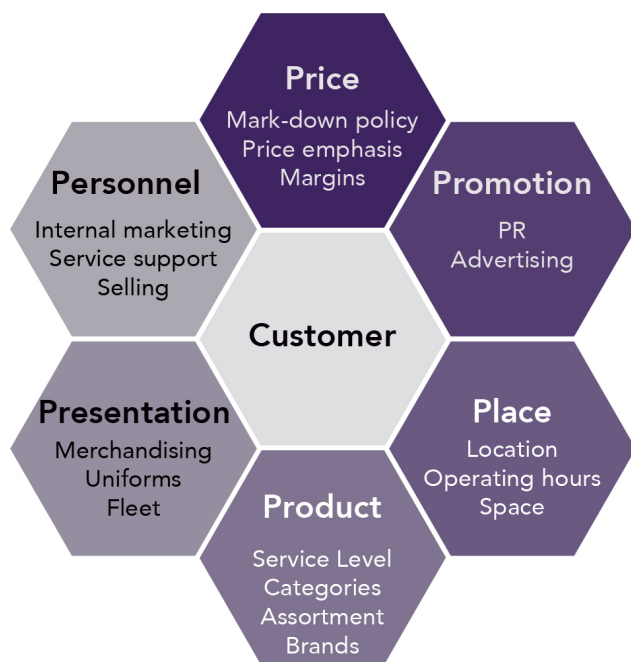 Price
Mark-down policy
Price emphasis
Margins
Promotion
PR
Advertising
Place
Location
Operating hours
Space
Product
Service Level
Categories
Assortment
Brands
Presentation
Merchandising
Uniforms
Fleet
Personnel
Internal marketing
Service support
Selling
Customer